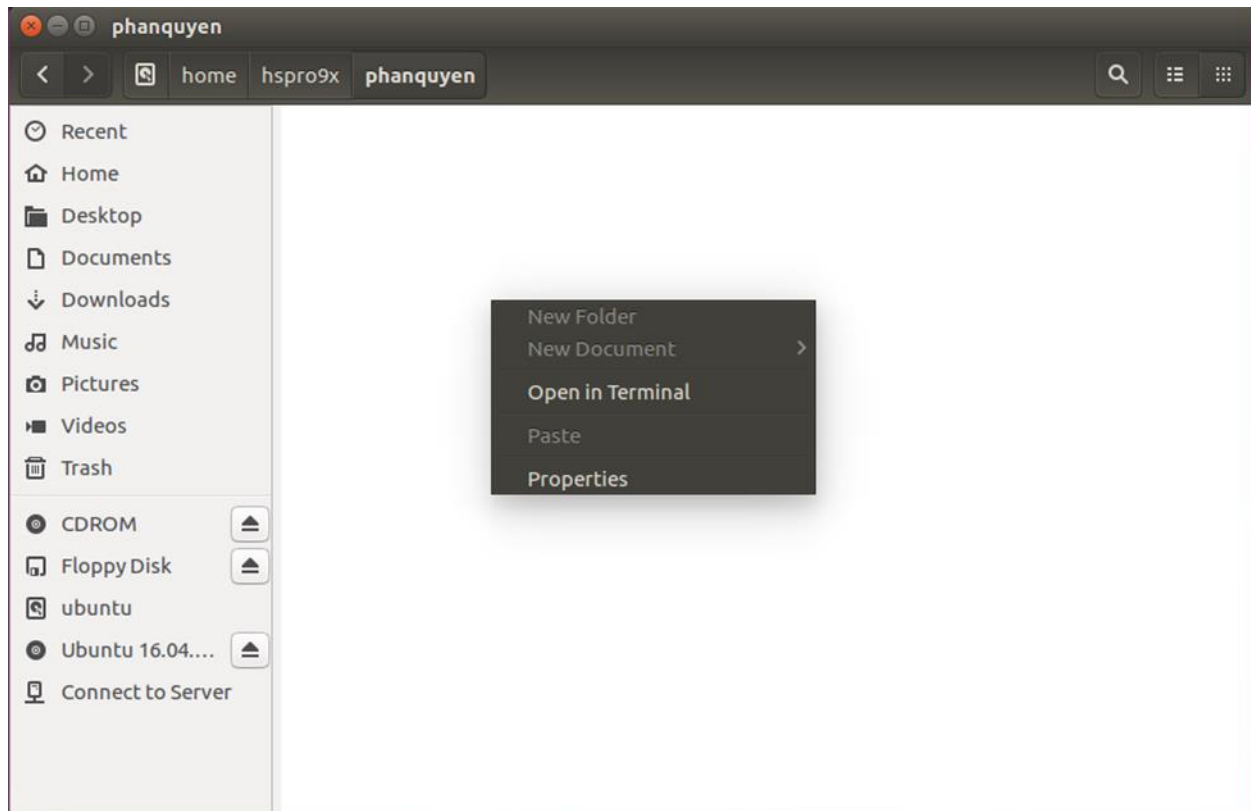 phanquyen
home hspro9x phanquyen
Recent
Home
Desktop
Documents
Downloads
Music
Pictures
Videos
Trash
CDROM
Floppy Disk
ubuntu
Ubuntu 16.04....
Connect to Server
New Folder
New Document
Open in Terminal
Paste
Properties